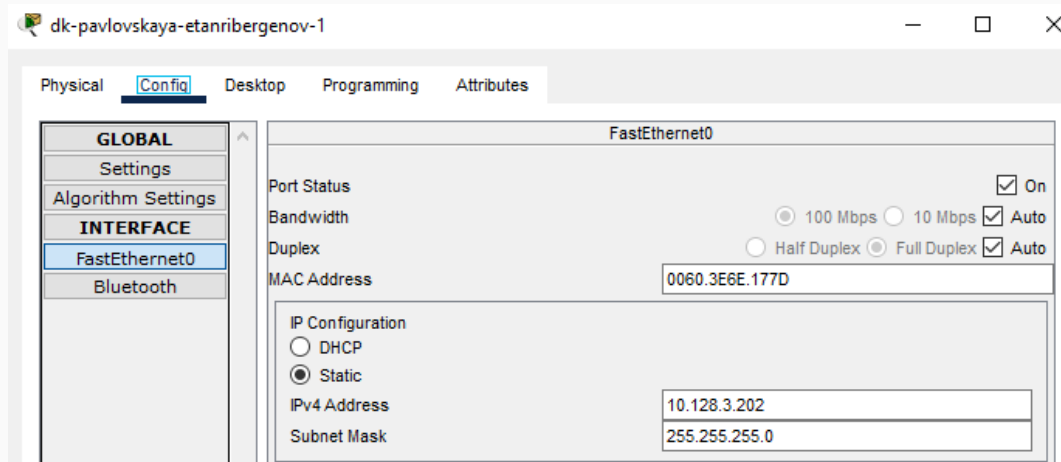 dk-pavlovskaya-etanribergenov-1
Physical Config Desktop Programming Attributes
GLOBAL
Settings
Algorithm Settings
INTERFACE
FastEthernet0
Bluetooth
FastEthernet0
Port Status On
Bandwidth 100 Mbps 10 Mbps Auto
Duplex Half Duplex Full Duplex Auto
MAC Address 0060.3E6E.177D
IP Configuration
DHCP
Static
IPv4 Address 10.128.3.202
Subnet Mask 255.255.255.0